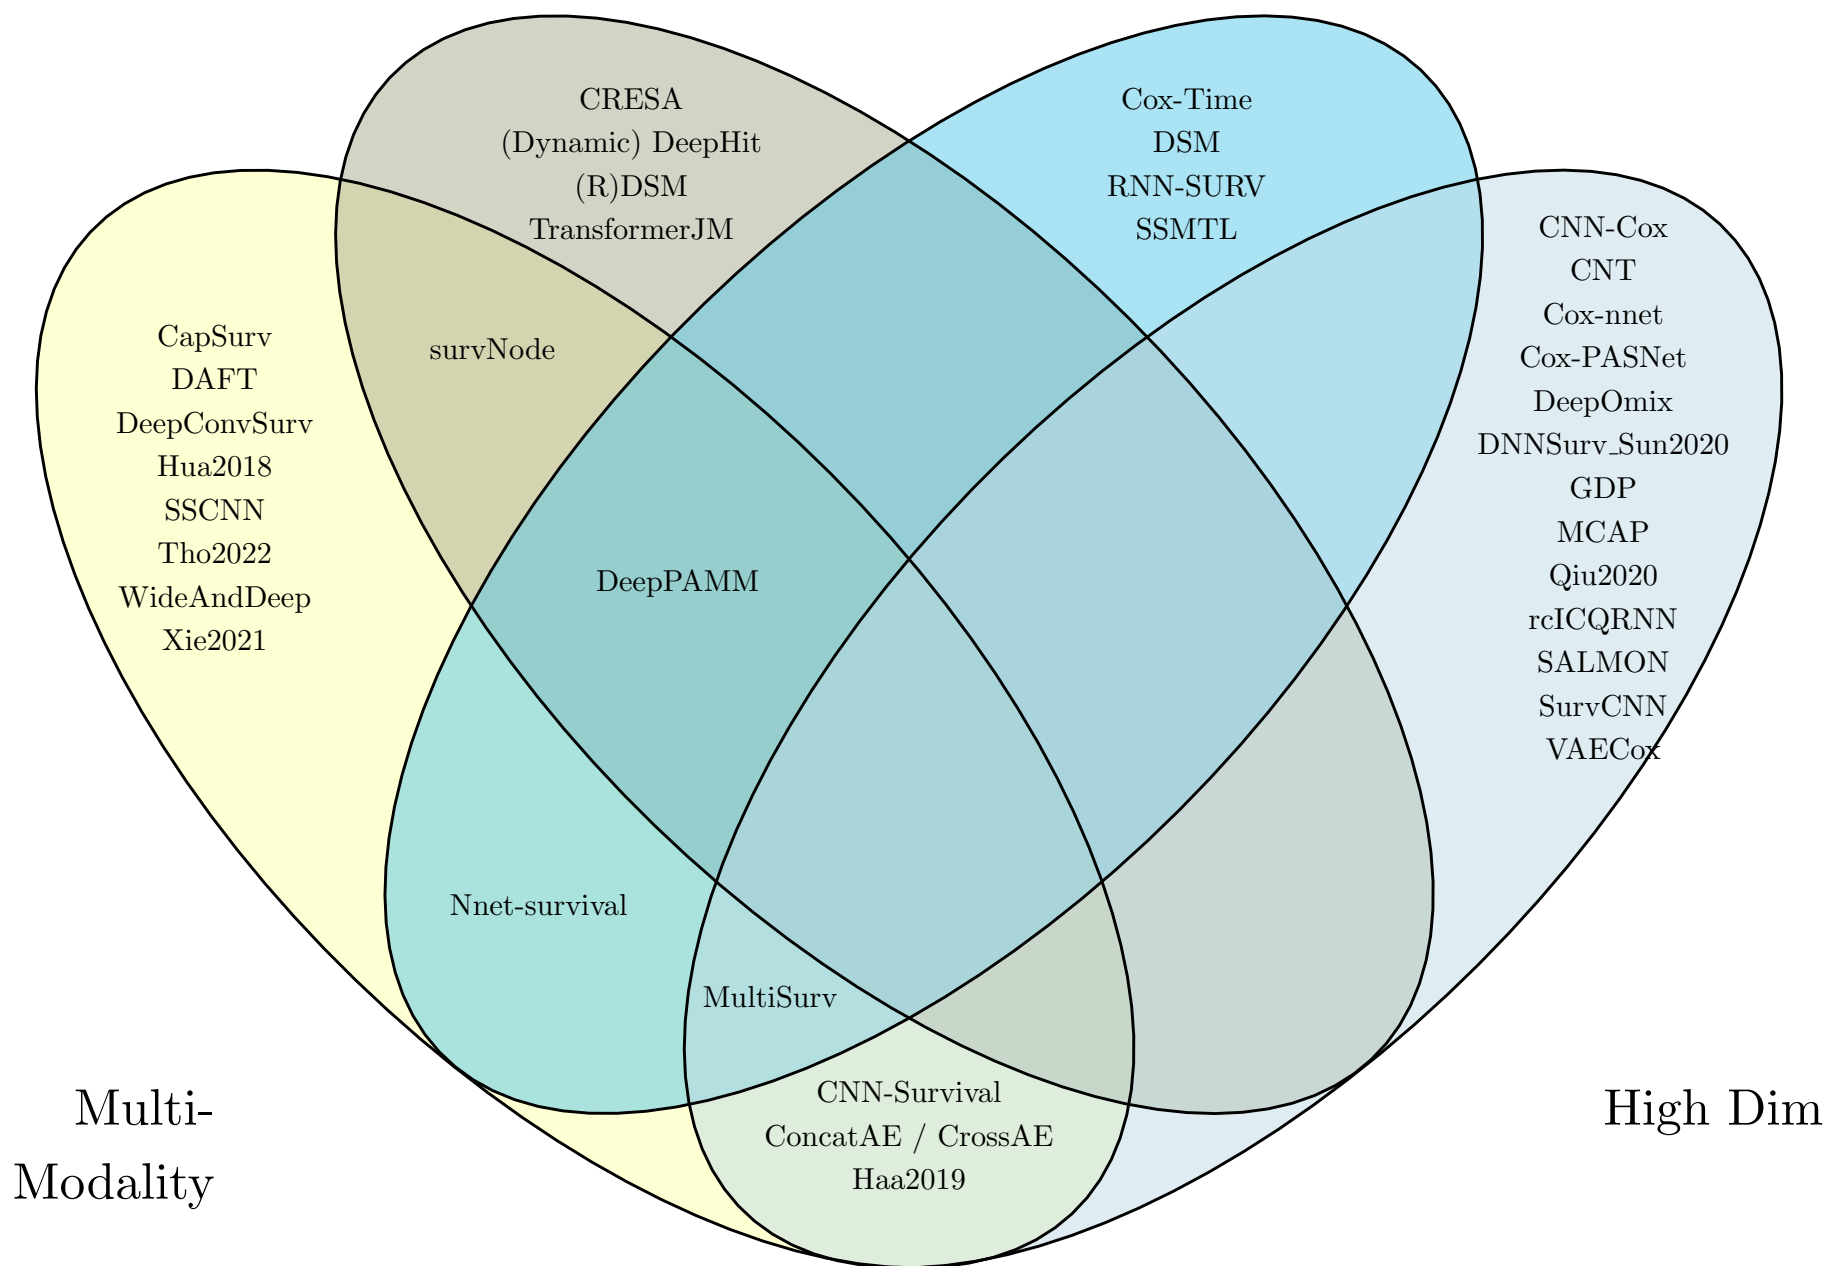 CRESA
(Dynamic) DeepHit
(R)DSM
TransformerJM
Cox-Time
DSM
RNN-SURV
SSMTL
CapSurv
DAFT
DeepConvSurv
Hua2018
SSCNN
Tho2022
WideAndDeep
Xie2021
survNode
CNN-Cox
CNT
Cox-nnet
Cox-PASNet
DeepOmix
DNNSurv_Sun2020
GDP
MCAP
Qiu2020
rcICQRNN
SALMON
SurvCNN
VAECox
DeepPAMM
Nnet-survival
MultiSurv
CNN-Survival
ConcatAE / CrossAE
Haa2019
Multi-
Modality
High Dim